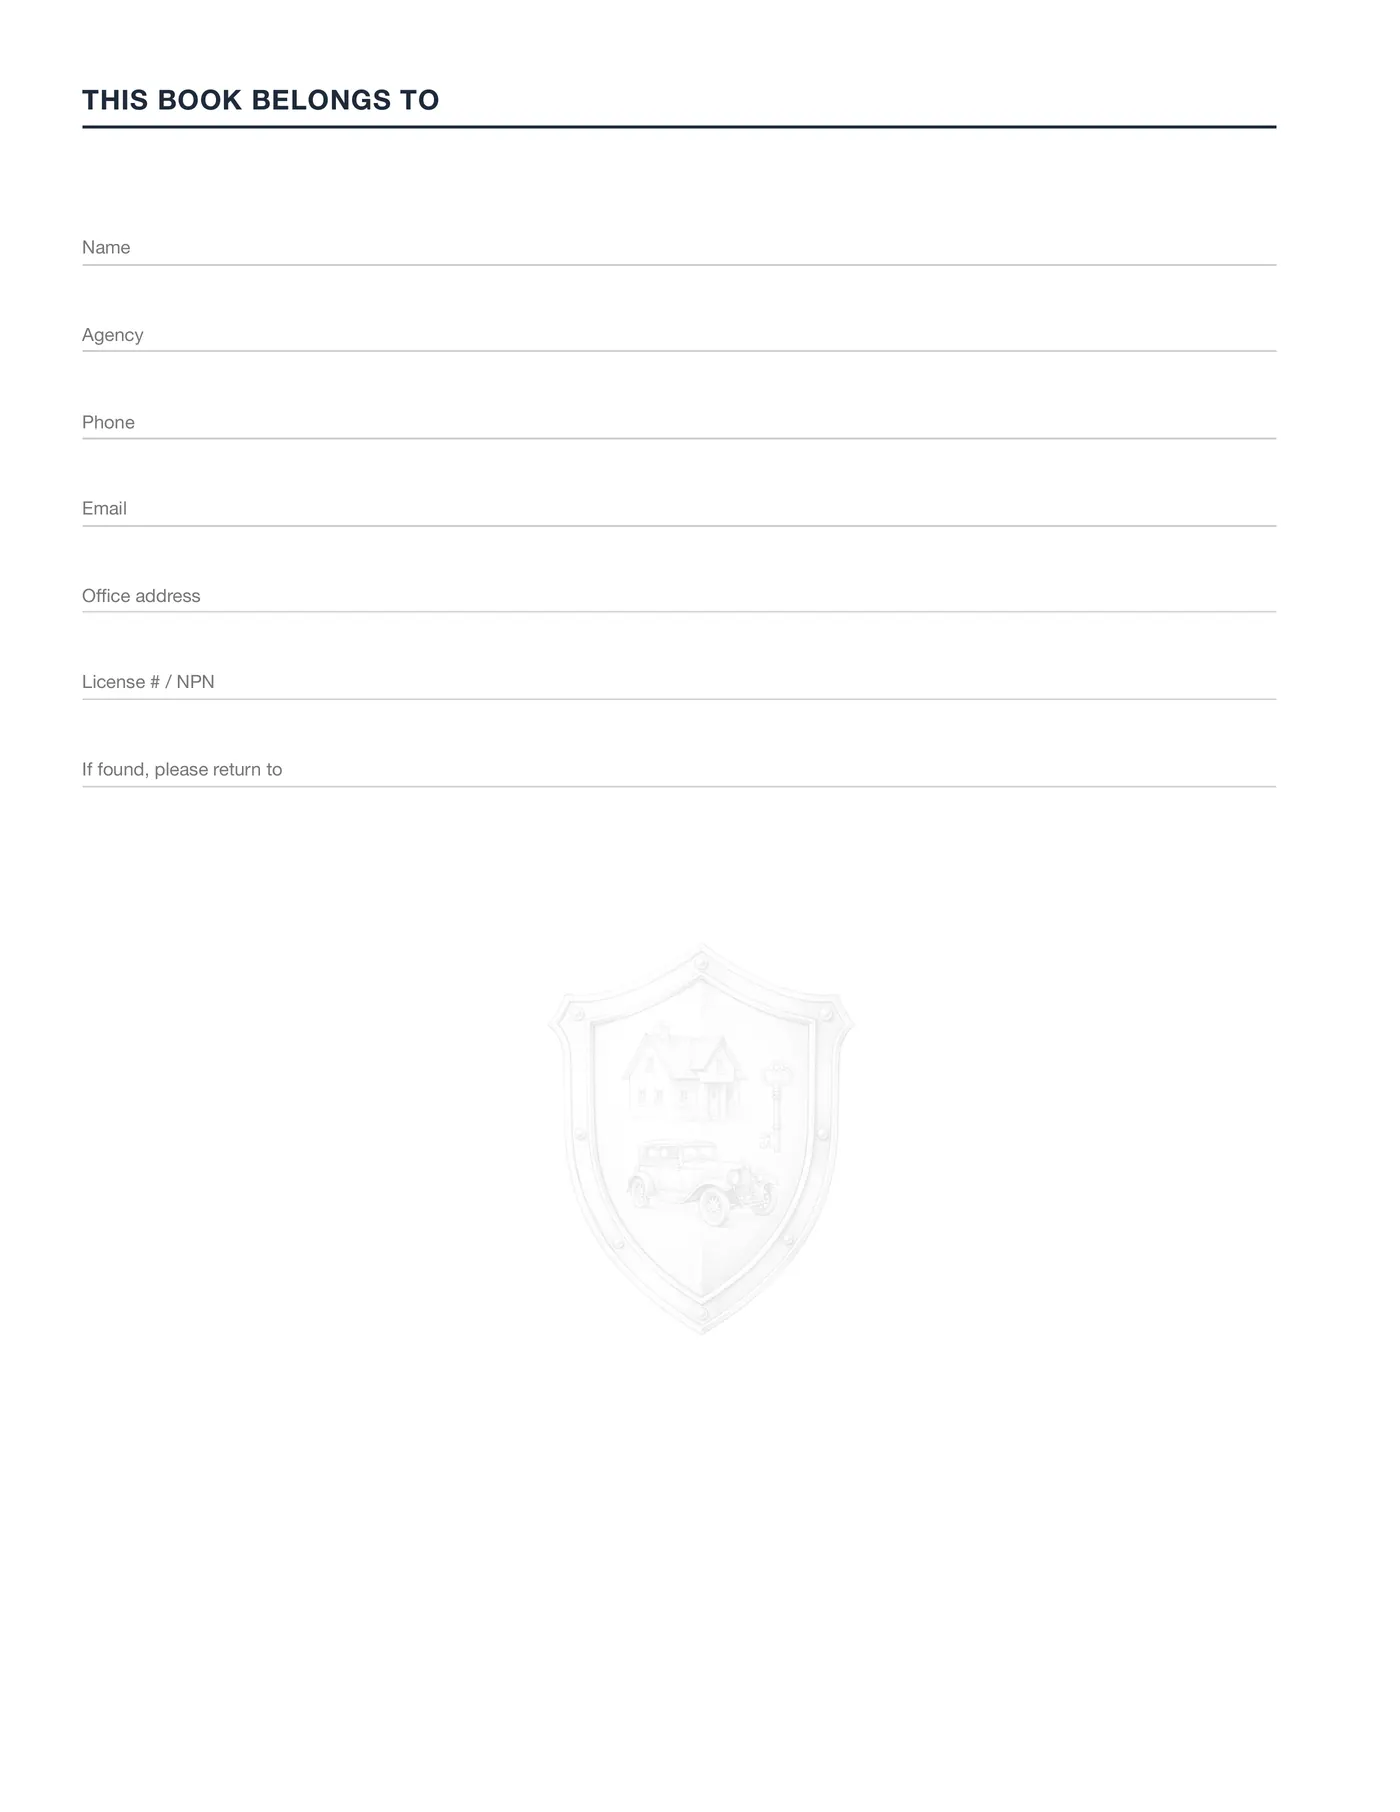 THIS BOOK BELONGS TO
Name
Agency
Phone
Email
Office address
License # / NPN
If found, please return to